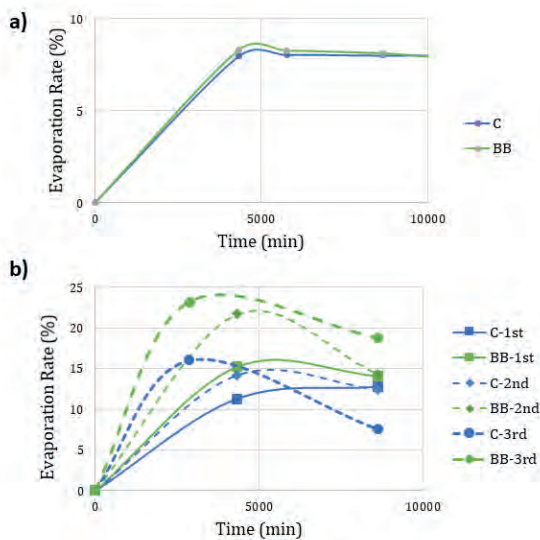 a)
10
5
0
0
5000
10000
Evaporation Rate (%)
Time (min)
C
BB
b)
25
20
15
10
5
0
0
5000
10000
Evaporation Rate (%)
Time (min)
C-1st
BB-1st
C-2nd
BB-2nd
C-3rd
BB-3rd